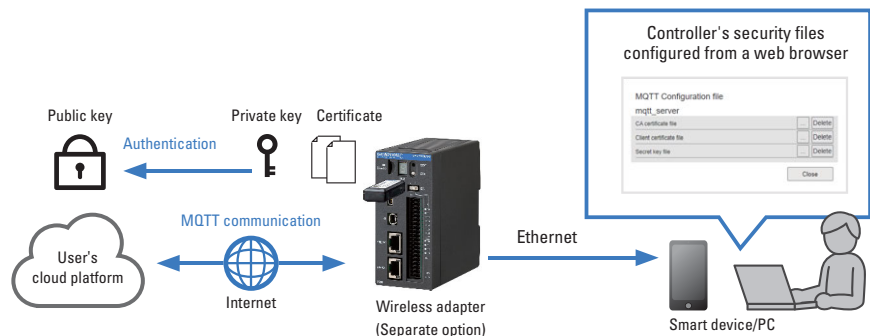 Controller's security files
configured from a web browser
MQTT Configuration file
mqtt_server
CA certificate file ... Delete
Client certificate file ... Delete
Secret key file ... Delete
Close
Public key
Private key
Certificate
Authentication
MQTT communication
User's
cloud platform
Internet
Ethernet
Wireless adapter
(Separate option)
Smart device/PC